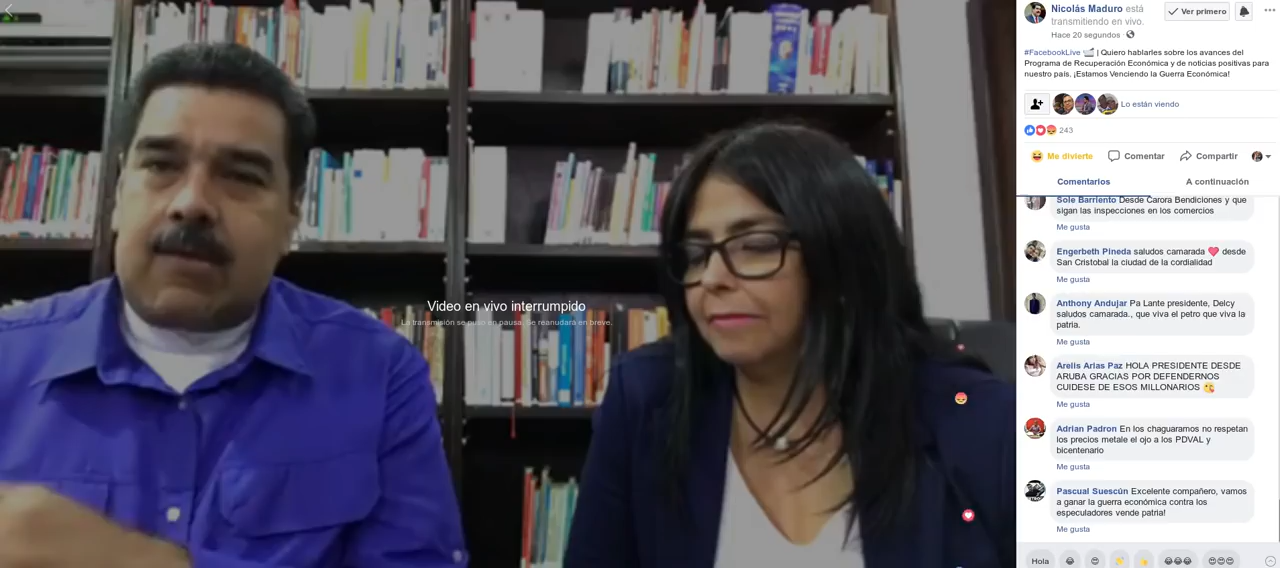 Nicolás Maduro está
transmitiendo en vivo.
Hace 20 segundos ·
Ver primero
#FacebookLive | Quiero hablarles sobre los avances del
Programa de Recuperación Económica y de noticias positivas para
nuestro país. ¡Estamos Venciendo la Guerra Económica!
Lo están viendo
243
Me divierte
Comentar
Compartir
Comentarios
A continuación
Sole Barriento Desde Carora Bendiciones y que
sigan las inspecciones en los comercios
Me gusta
Engerbeth Pineda saludos camarada desde
San Cristobal la ciudad de la cordialidad
Me gusta
Anthony Andujar Pa Lante presidente, Delcy
saludos camarada., que viva el petro que viva la
patria.
Me gusta
Arelis Arias Paz HOLA PRESIDENTE DESDE
ARUBA GRACIAS POR DEFENDERNOS
CUIDESE DE ESOS MILLONARIOS
Me gusta
Adrian Padron En los chaguaramos no respetan
los precios metale el ojo a los PDVAL y
bicentenario
Me gusta
Pascual Suescún Excelente compañero, vamos
a ganar la guerra económica contra los
especuladores vende patria!
Me gusta
Hola
Video en vivo interrumpido
La transmisión se puso en pausa. Se reanudará en breve.